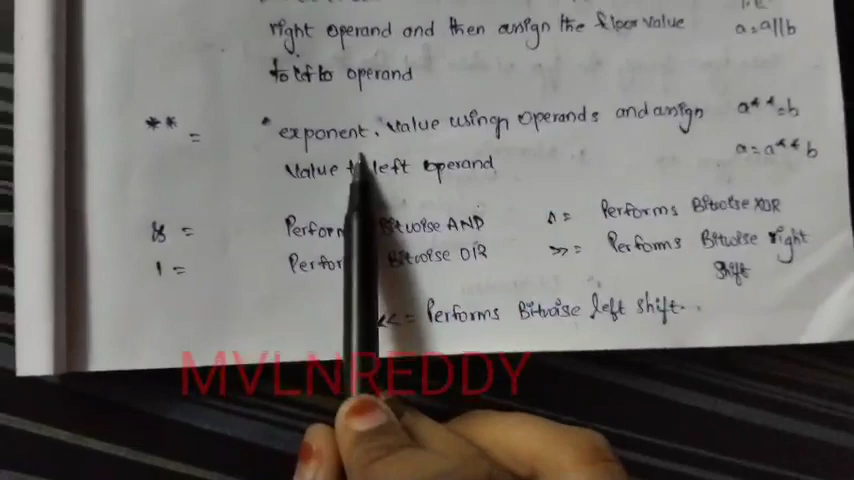 right operand and then assign the floor value a = a//b
to left operand
**= exponent value using operands and assign a**=b
value left operand a=a**b
&= Perform Bitwise AND ^= Performs Bitwise XOR
|= Perfor Bitwise OR >>= Performs Bitwise right
shift
<<= Performs Bitwise left shift.
MVLNREDDY